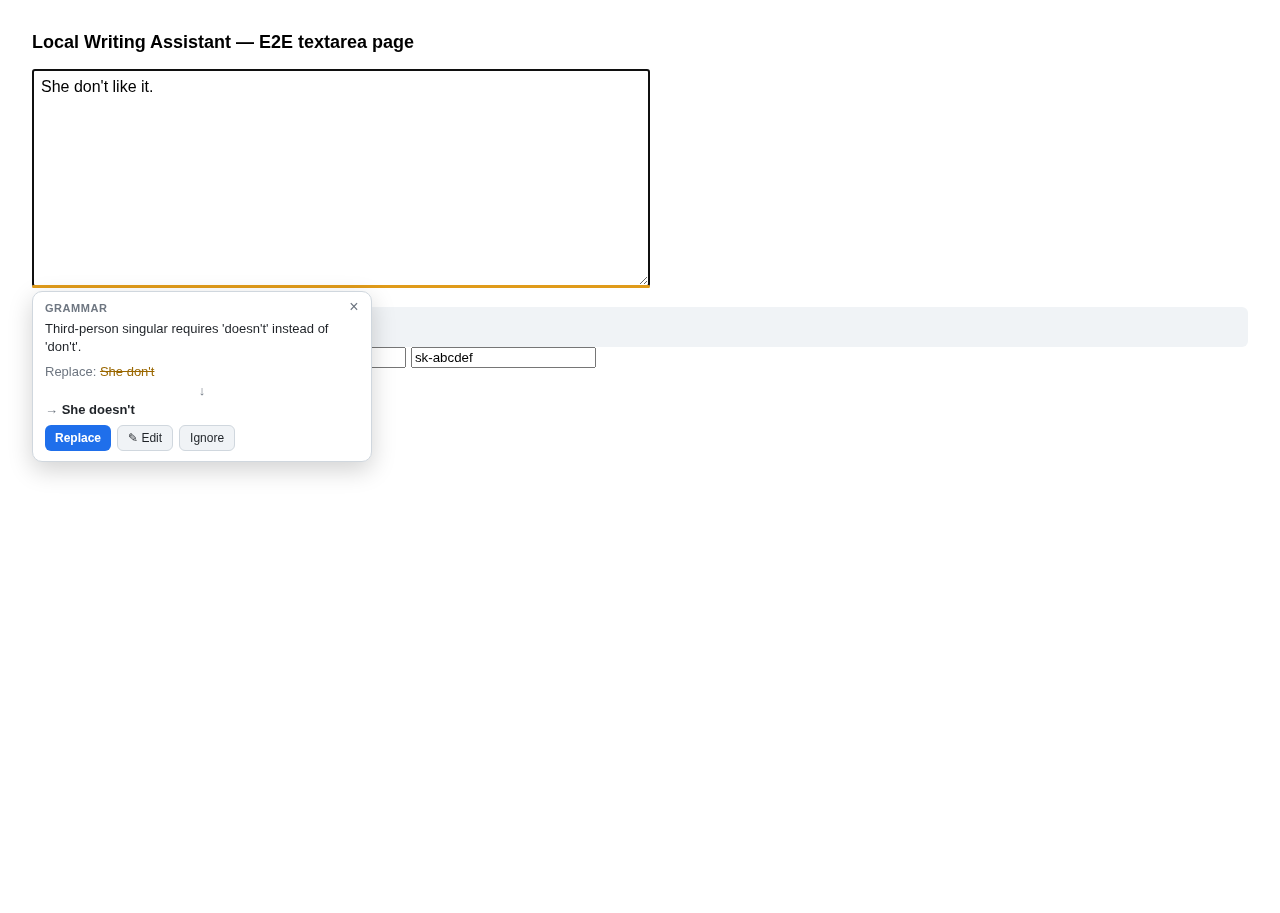 Local Writing Assistant — E2E textarea page
She don't like it.
GRAMMAR ×
Third-person singular requires 'doesn't' instead of
'don't'.
Replace: She don't
↓
→ She doesn't
Replace ✎ Edit Ignore
sk-abcdef